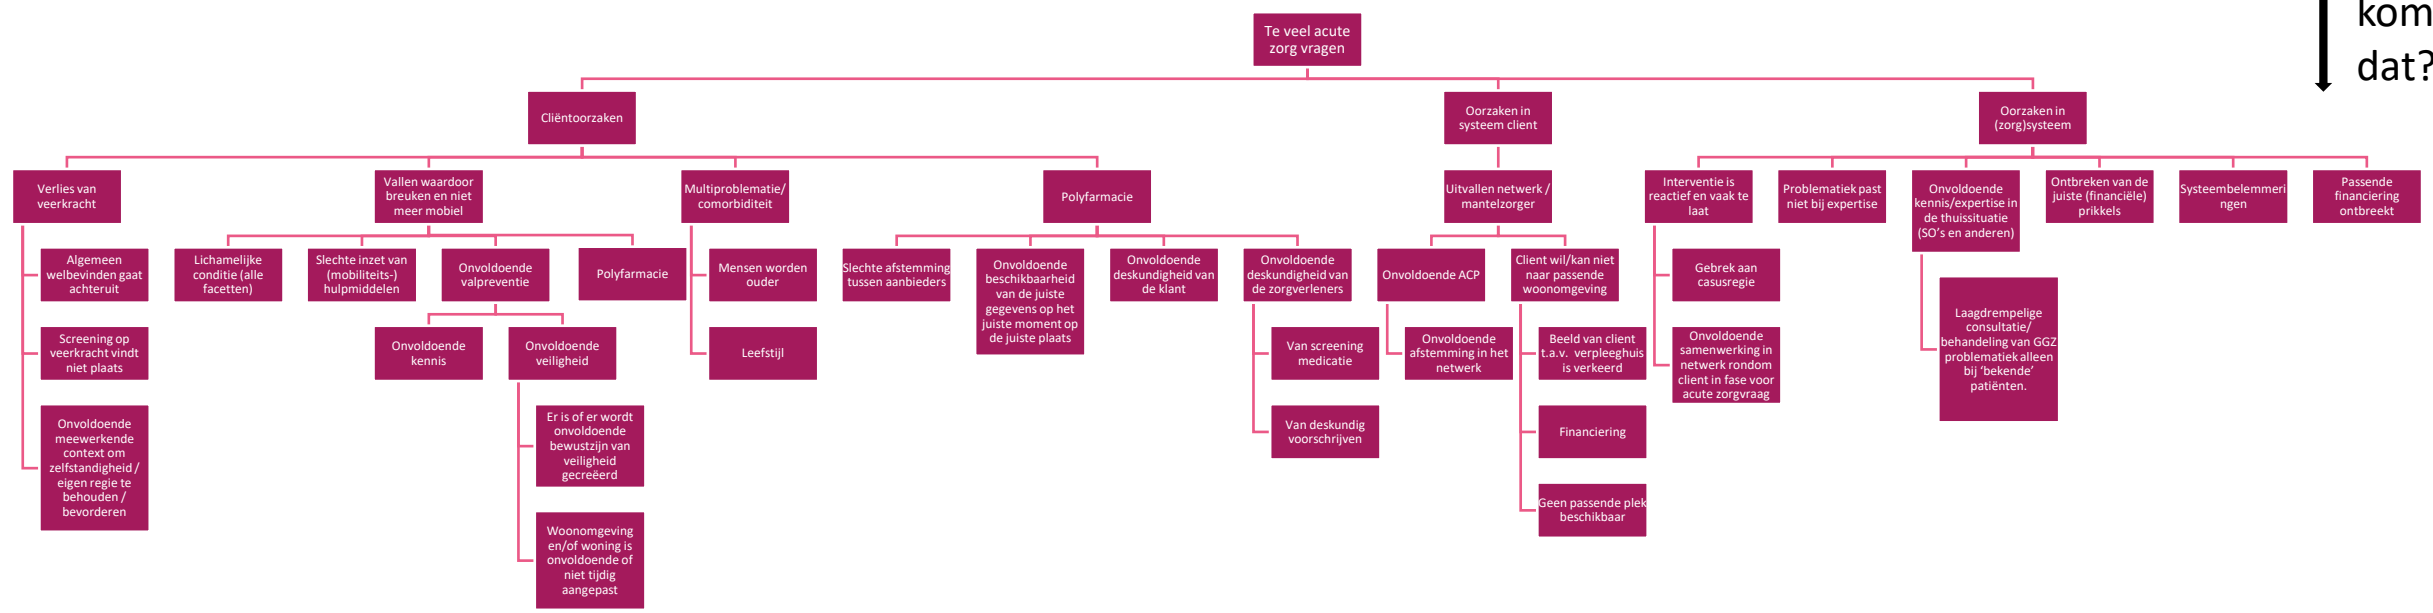 kom
dat?
Te veel acute
zorg vragen
Cliëntoorzaken
Oorzaken in
systeem client
Oorzaken in
(zorg)systeem
Verlies van
veerkracht
Vallen waardoor
breuken en niet
meer mobiel
Multiproblematie/
comorbiditeit
Polyfarmacie
Uitvallen netwerk /
mantelzorger
Interventie is
reactief en vaak te
laat
Problematiek past
niet bij expertise
Onvoldoende
kennis/expertise in
de thuissituatie
(SO's en anderen)
Ontbreken van de
juiste (financiële)
prikkels
Systeembelemmeri
ngen
Passende
financiering
ontbreekt
Algemeen
welbevinden gaat
achteruit
Screening op
veerkracht vindt
niet plaats
Onvoldoende
meewerkende
context om
zelfstandigheid /
eigen regie te
behouden /
bevorderen
Lichamelijke
conditie (alle
facetten)
Slechte inzet van
(mobiliteits-)
hulpmiddelen
Onvoldoende
valpreventie
Polyfarmacie
Onvoldoende
kennis
Onvoldoende
veiligheid
Er is of er wordt
onvoldoende
bewustzijn van
veiligheid
gecreëerd
Woonomgeving
en/of woning is
onvoldoende of
niet tijdig
aangepast
Mensen worden
ouder
Leefstijl
Slechte afstemming
tussen aanbieders
Onvoldoende
beschikbaarheid
van de juiste
gegevens op het
juiste moment op
de juiste plaats
Onvoldoende
deskundigheid van
de klant
Onvoldoende
deskundigheid van
de zorgverleners
Van screening
medicatie
Van deskundig
voorschrijven
Onvoldoende ACP
Onvoldoende
afstemming in het
netwerk
Client wil/kan niet
naar passende
woonomgeving
Beeld van client
t.a.v. verpleeghuis
is verkeerd
Financiering
Geen passende plek
beschikbaar
Gebrek aan
casusregie
Onvoldoende
samenwerking in
netwerk rondom
client in fase voor
acute zorgvraag
Laagdrempelige
consultatie/
behandeling van GGZ
problematiek alleen
bij ‘bekende’
patiënten.